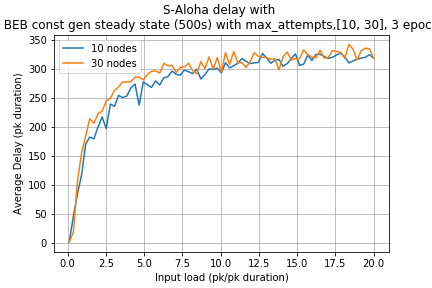 S-Aloha delay with
BEB const gen steady state (500s) with max_attempts,[10, 30], 3 epoc
350
300
250
200
150
100
50
0
Average Delay (pk duration)
10 nodes
30 nodes
0.0 2.5 5.0 7.5 10.0 12.5 15.0 17.5 20.0
Input load (pk/pk duration)